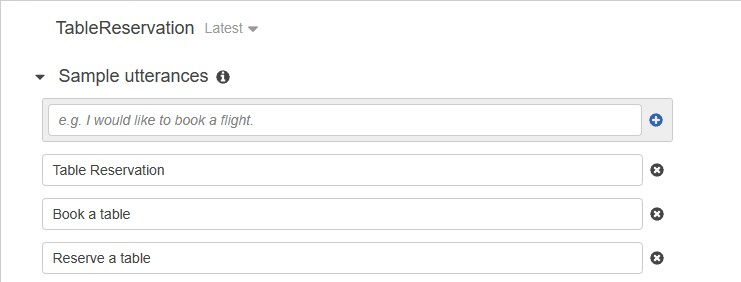 TableReservation Latest
Sample utterances
e.g. I would like to book a flight.
Table Reservation
Book a table
Reserve a table